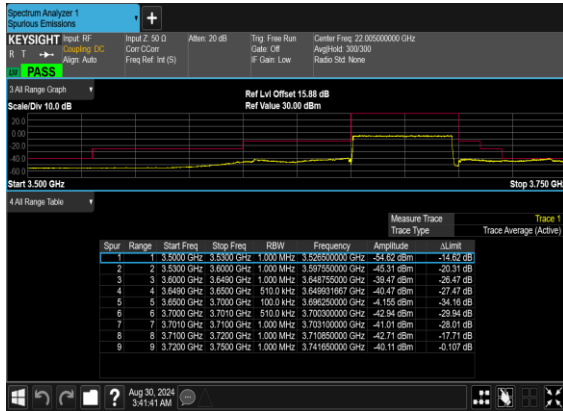 Spectrum Analyzer 1
Spurious Emissions
+
KEYSIGHT Input: RF Input Z: 50 Ω Atten: 20 dB Trig: Free Run Center Freq: 22.005000000 GHz
R T Coupling: DC Corr CCorr Gate: Off Avg|Hold: 300/300
Align: Auto Freq Ref: Int (S) IF Gain: Low Radio Std: None
PASS
3 All Range Graph
Ref Lvl Offset 15.88 dB
Scale/Div 10.0 dB Ref Value 30.00 dBm
20.0
0.00
-20.0
-40.0
-60.0
Start 3.500 GHz Stop 3.750 GH
4 All Range Table
Measure Trace Trace 1
Trace Type Trace Average (Active)
Spur Range Start Freq Stop Freq RBW Frequency Amplitude ΔLimit
1 1 3.5000 GHz 3.5300 GHz 1.000 MHz 3.526500000 GHz -54.62 dBm -14.62 dB
2 2 3.5300 GHz 3.6000 GHz 1.000 MHz 3.597550000 GHz -45.31 dBm -20.31 dB
3 3 3.6000 GHz 3.6490 GHz 1.000 MHz 3.648755000 GHz -39.47 dBm -26.47 dB
4 4 3.6490 GHz 3.6500 GHz 510.0 kHz 3.649931667 GHz -40.47 dBm -27.47 dB
5 5 3.6500 GHz 3.7000 GHz 100.0 kHz 3.696250000 GHz -4.155 dBm -34.16 dB
6 6 3.7000 GHz 3.7010 GHz 510.0 kHz 3.700300000 GHz -42.94 dBm -29.94 dB
7 7 3.7010 GHz 3.7100 GHz 1.000 MHz 3.703100000 GHz -41.01 dBm -28.01 dB
8 8 3.7100 GHz 3.7200 GHz 1.000 MHz 3.710850000 GHz -42.71 dBm -17.71 dB
9 9 3.7200 GHz 3.7500 GHz 1.000 MHz 3.741650000 GHz -40.11 dBm -0.107 dB
? Aug 30, 2024
3:41:41 AM